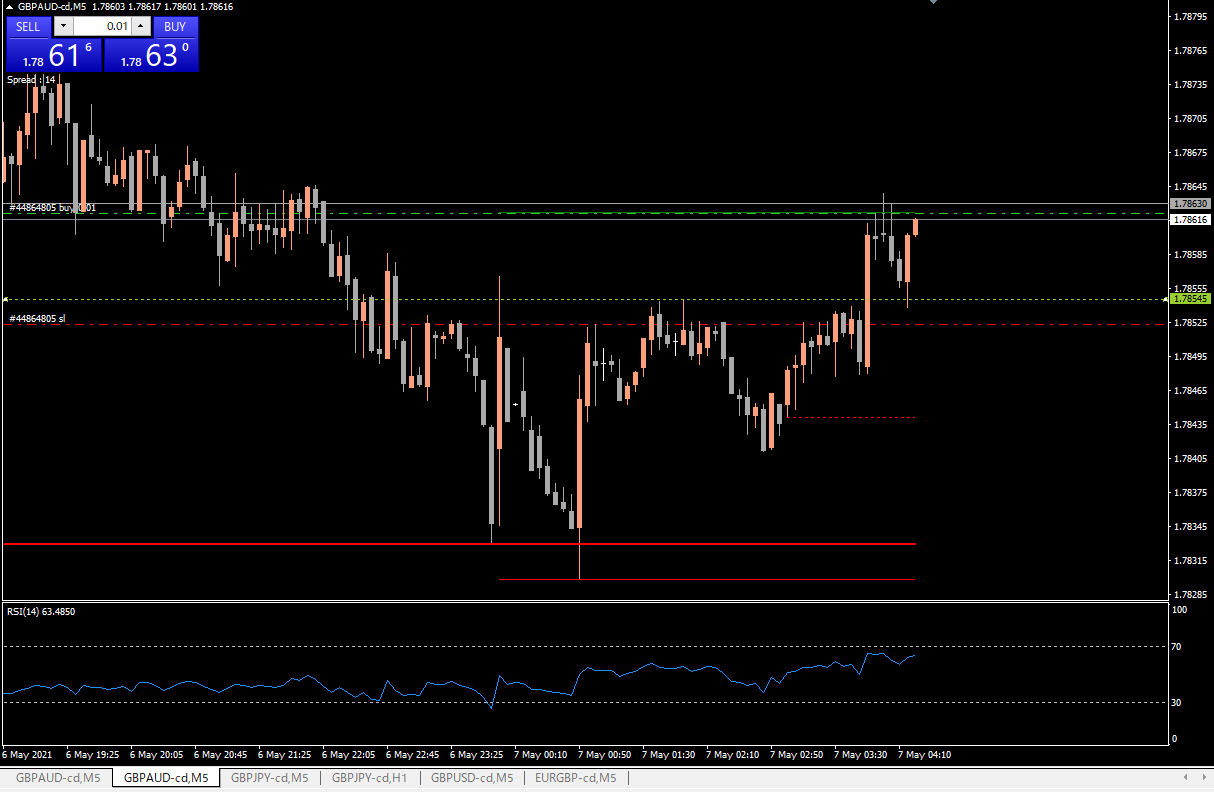 GBPAUD-cd,M5 1.78603 1.78617 1.78601 1.78616
SELL 0.01 BUY
1.78 61 6 1.78 63 0
Spread : 14
1.78795
1.78765
1.78735
1.78705
1.78675
1.78645
#44864805 buy 0.01
1.78630
1.78616
1.78585
1.78555
1.78545
#44864805 sl
1.78525
1.78495
1.78465
1.78435
1.78405
1.78375
1.78345
1.78315
1.78285
RSI(14) 63.4850
100
70
30
0
6 May 2021 6 May 19:25 6 May 20:05 6 May 20:45 6 May 21:25 6 May 22:05 6 May 22:45 6 May 23:25 7 May 00:10 7 May 00:50 7 May 01:30 7 May 02:10 7 May 02:50 7 May 03:30 7 May 04:10
GBPAUD-cd,M5 GBPAUD-cd,M5 GBPJPY-cd,M5 GBPJPY-cd,H1 GBPUSD-cd,M5 EURGBP-cd,M5